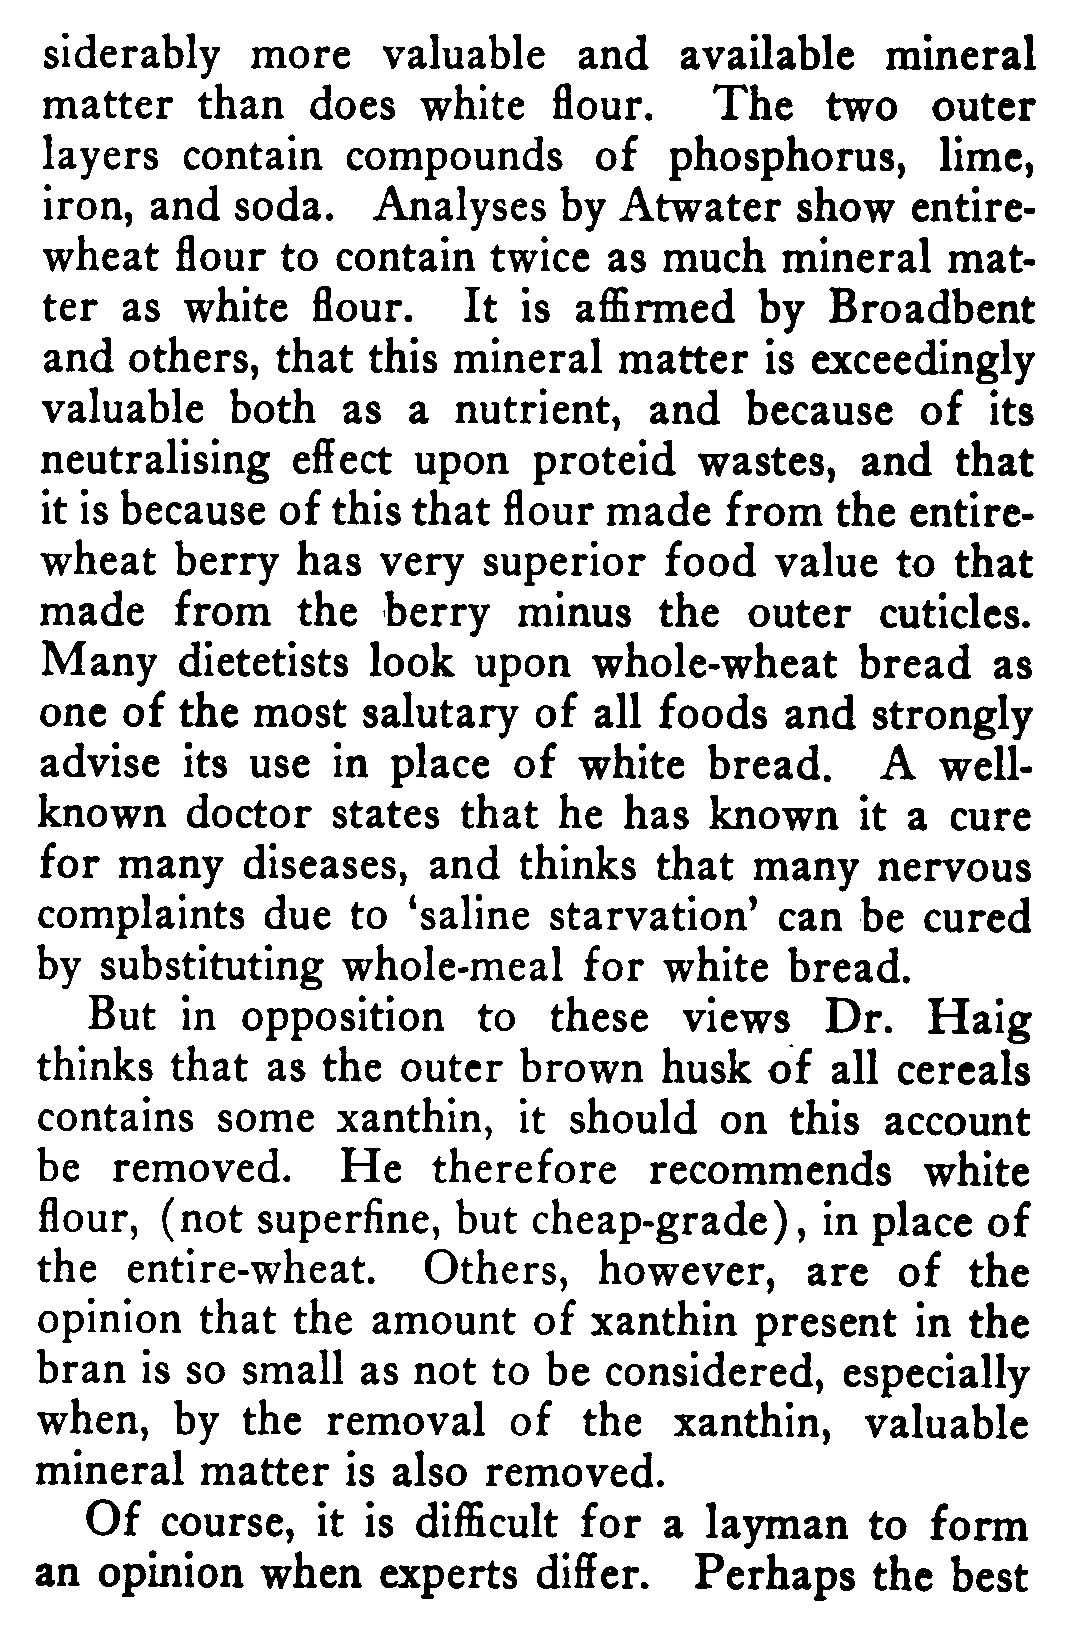 siderably more valuable and available mineral
matter than does white flour. The two outer
layers contain compounds of phosphorus, lime,
iron, and soda. Analyses by Atwater show entire-
wheat flour to contain twice as much mineral mat-
ter as white flour. It is affirmed by Broadbent
and others, that this mineral matter is exceedingly
valuable both as a nutrient, and because of its
neutralising effect upon proteid wastes, and that
it is because of this that flour made from the entire-
wheat berry has very superior food value to that
made from the berry minus the outer cuticles.
Many dietetists look upon whole-wheat bread as
one of the most salutary of all foods and strongly
advise its use in place of white bread. A well-
known doctor states that he has known it a cure
for many diseases, and thinks that many nervous
complaints due to ‘saline starvation’ can be cured
by substituting whole-meal for white bread.
But in opposition to these views Dr. Haig
thinks that as the outer brown husk of all cereals
contains some xanthin, it should on this account
be removed. He therefore recommends white
flour, (not superfine, but cheap-grade), in place of
the entire-wheat. Others, however, are of the
opinion that the amount of xanthin present in the
bran is so small as not to be considered, especially
when, by the removal of the xanthin, valuable
mineral matter is also removed.
Of course, it is difficult for a layman to form
an opinion when experts differ. Perhaps the best